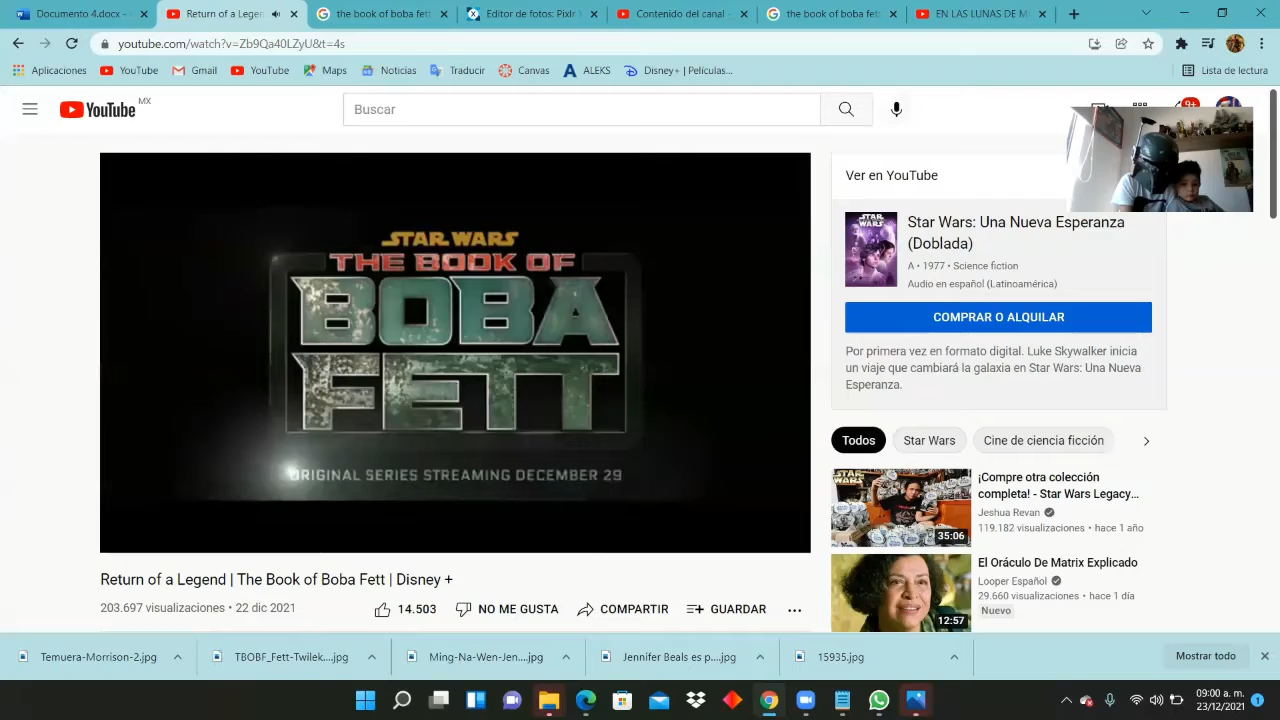 Documento 4.docx -
Return of a Leger
the book of boba fett
Editor de fotos: Pixlr
Contenido del canal -
the book of boba fett
EN LAS LUNAS DE M
youtube.com/watch?v=Zb9Qa40LZyU&t=4s
Aplicaciones
YouTube
Gmail
YouTube
Maps
Noticias
Traducir
Canvas
ALEKS
Disney+ | Películas...
Lista de lectura
YouTube MX
Buscar
9+
STAR WARS
THE BOOK OF
BOBA
FETT
ORIGINAL SERIES STREAMING DECEMBER 29
Return of a Legend | The Book of Boba Fett | Disney +
203.697 visualizaciones • 22 dic 2021
14.503
NO ME GUSTA
COMPARTIR
GUARDAR
Ver en YouTube
STAR WARS
Star Wars: Una Nueva Esperanza
(Doblada)
A • 1977 • Science fiction
Audio en español (Latinoamérica)
COMPRAR O ALQUILAR
Por primera vez en formato digital. Luke Skywalker inicia
un viaje que cambiará la galaxia en Star Wars: Una Nueva
Esperanza.
Todos
Star Wars
Cine de ciencia ficción
STAR WARS
35:06
¡Compre otra colección
completa! - Star Wars Legacy...
Jeshua Revan
119.182 visualizaciones • hace 1 año
12:57
El Oráculo De Matrix Explicado
Looper Español
29.660 visualizaciones • hace 1 día
Nuevo
Temuera-Morrison-2.jpg
TBOBF_Fett-Twilek....jpg
Ming-Na-Wen-Jen....jpg
Jennifer Beals es p....jpg
15935.jpg
Mostrar todo
09:00 a. m.
23/12/2021
1